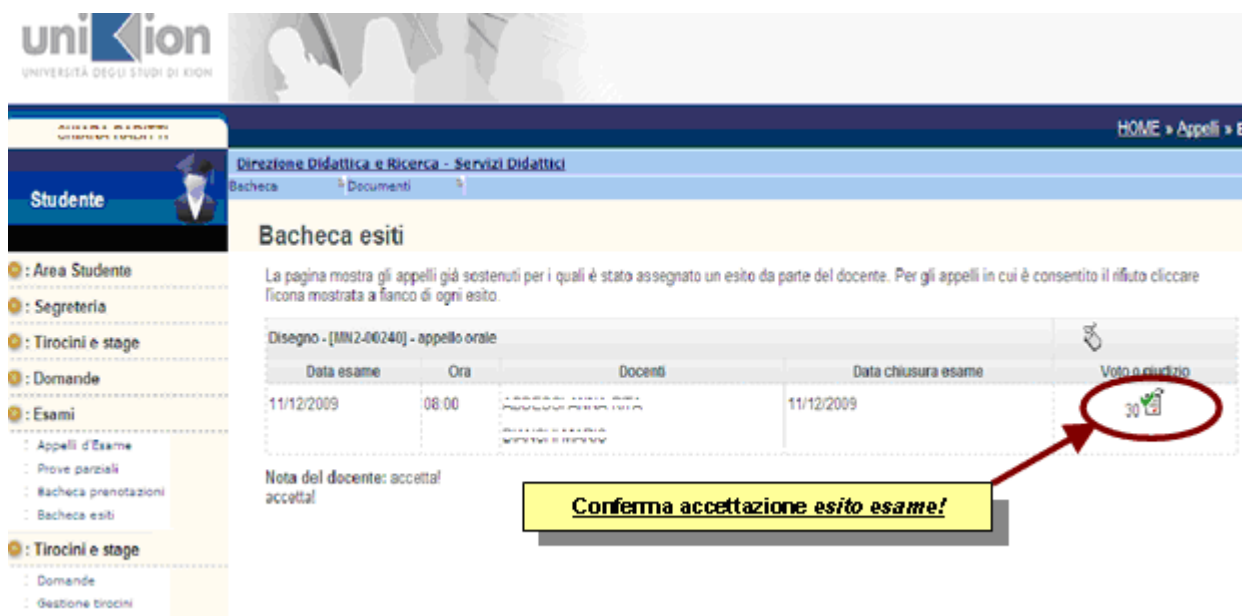 uniKion
UNIVERSITÀ DEGLI STUDI DI KION
HOME » Appelli » E
Direzione Didattica e Ricerca - Servizi Didattici
Bacheca Documenti
Studente
Bacheca esiti
: Area Studente
: Segreteria
: Tirocini e stage
: Domande
: Esami
: Appelli d'Esame
: Prove parziali
: Bacheca prenotazioni
: Bacheca esiti
: Tirocini e stage
: Domande
: Gestione tirocini
La pagina mostra gli appelli già sostenuti per i quali è stato assegnato un esito da parte del docente. Per gli appelli in cui è consentito il rifiuto cliccare
l'icona mostrata a fianco di ogni esito.
Disegno - [MN2-00240] - appello orale
Data esame Ora Docenti Data chiusura esame Voto o giudizio
11/12/2009 08:00 11/12/2009 30
Nota del docente: accetta!
accetta!
Conferma accettazione esito esame!